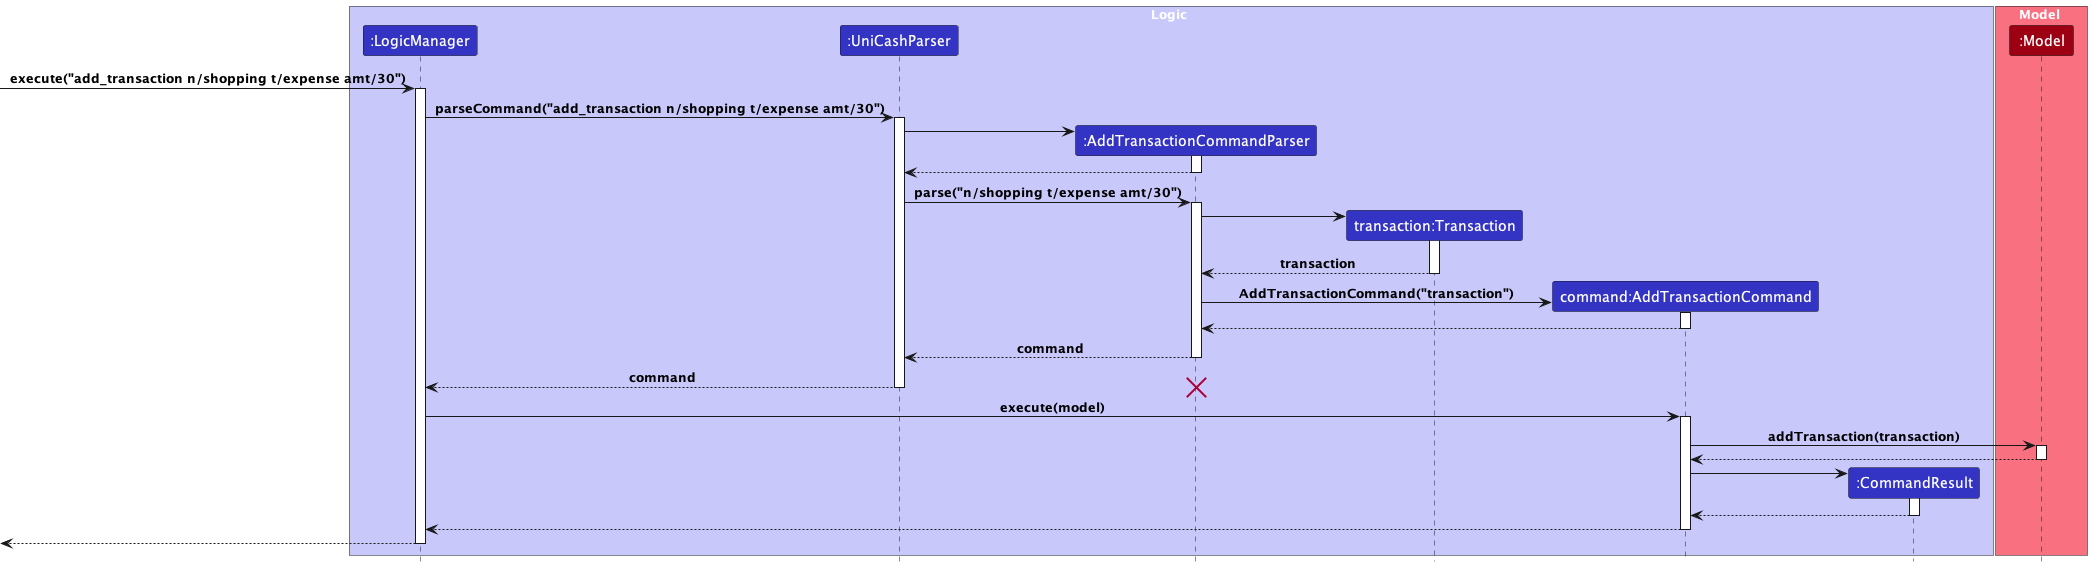 Logic
Model
:LogicManager
:UniCashParser
:Model
execute("add_transaction n/shopping t/expense amt/30")
parseCommand("add_transaction n/shopping t/expense amt/30")
:AddTransactionCommandParser
parse("n/shopping t/expense amt/30")
transaction:Transaction
transaction
AddTransactionCommand("transaction")
command:AddTransactionCommand
command
command
execute(model)
addTransaction(transaction)
:CommandResult